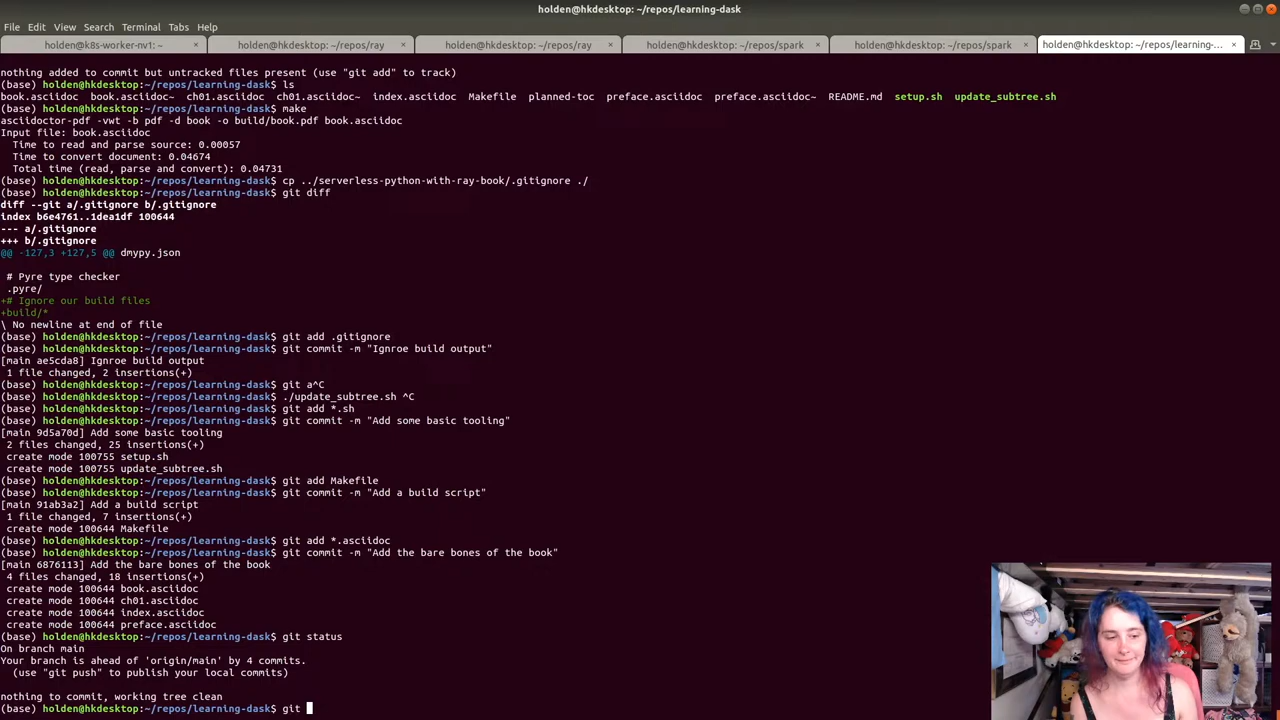 holden@hkdesktop: ~/repos/learning-dask
File Edit View Search Terminal Tabs Help
holden@k8s-worker-nv1: ~ × holden@hkdesktop: ~/repos/ray × holden@hkdesktop: ~/repos/ray × holden@hkdesktop: ~/repos/spark × holden@hkdesktop: ~/repos/spark × holden@hkdesktop: ~/repos/learning-... ×
nothing added to commit but untracked files present (use "git add" to track)
(base) holden@hkdesktop:~/repos/learning-dask$ ls
book.asciidoc book.asciidoc~ ch01.asciidoc ch01.asciidoc~ index.asciidoc Makefile planned-toc preface.asciidoc preface.asciidoc~ README.md setup.sh update_subtree.sh
(base) holden@hkdesktop:~/repos/learning-dask$ make
asciidoctor-pdf -vwt -b pdf -d book -o build/book.pdf book.asciidoc
Input file: book.asciidoc
Time to read and parse source: 0.00057
Time to convert document: 0.04674
Total time (read, parse and convert): 0.04731
(base) holden@hkdesktop:~/repos/learning-dask$ cp ../serverless-python-with-ray-book/.gitignore ./
(base) holden@hkdesktop:~/repos/learning-dask$ git diff
diff --git a/.gitignore b/.gitignore
index b6e4761..1dea1df 100644
--- a/.gitignore
+++ b/.gitignore
@@ -127,3 +127,5 @@ dmypy.json
# Pyre type checker
.pyre/
+# Ignore our build files
+build/*
\ No newline at end of file
(base) holden@hkdesktop:~/repos/learning-dask$ git add .gitignore
(base) holden@hkdesktop:~/repos/learning-dask$ git commit -m "Ignroe build output"
[main ae5cda8] Ignroe build output
1 file changed, 2 insertions(+)
(base) holden@hkdesktop:~/repos/learning-dask$ git a^C
(base) holden@hkdesktop:~/repos/learning-dask$ ./update_subtree.sh ^C
(base) holden@hkdesktop:~/repos/learning-dask$ git add *.sh
(base) holden@hkdesktop:~/repos/learning-dask$ git commit -m "Add some basic tooling"
[main 9d5a70d] Add some basic tooling
2 files changed, 25 insertions(+)
create mode 100755 setup.sh
create mode 100755 update_subtree.sh
(base) holden@hkdesktop:~/repos/learning-dask$ git add Makefile
(base) holden@hkdesktop:~/repos/learning-dask$ git commit -m "Add a build script"
[main 91ab3a2] Add a build script
1 file changed, 7 insertions(+)
create mode 100644 Makefile
(base) holden@hkdesktop:~/repos/learning-dask$ git add *.asciidoc
(base) holden@hkdesktop:~/repos/learning-dask$ git commit -m "Add the bare bones of the book"
[main 6876113] Add the bare bones of the book
4 files changed, 18 insertions(+)
create mode 100644 book.asciidoc
create mode 100644 ch01.asciidoc
create mode 100644 index.asciidoc
create mode 100644 preface.asciidoc
(base) holden@hkdesktop:~/repos/learning-dask$ git status
On branch main
Your branch is ahead of 'origin/main' by 4 commits.
(use "git push" to publish your local commits)
nothing to commit, working tree clean
(base) holden@hkdesktop:~/repos/learning-dask$ git